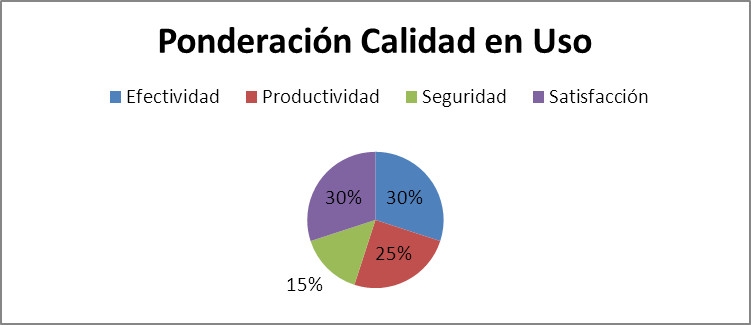 Ponderación Calidad en Uso
Efectividad Productividad Seguridad Satisfacción
30% 30%
25%
15%